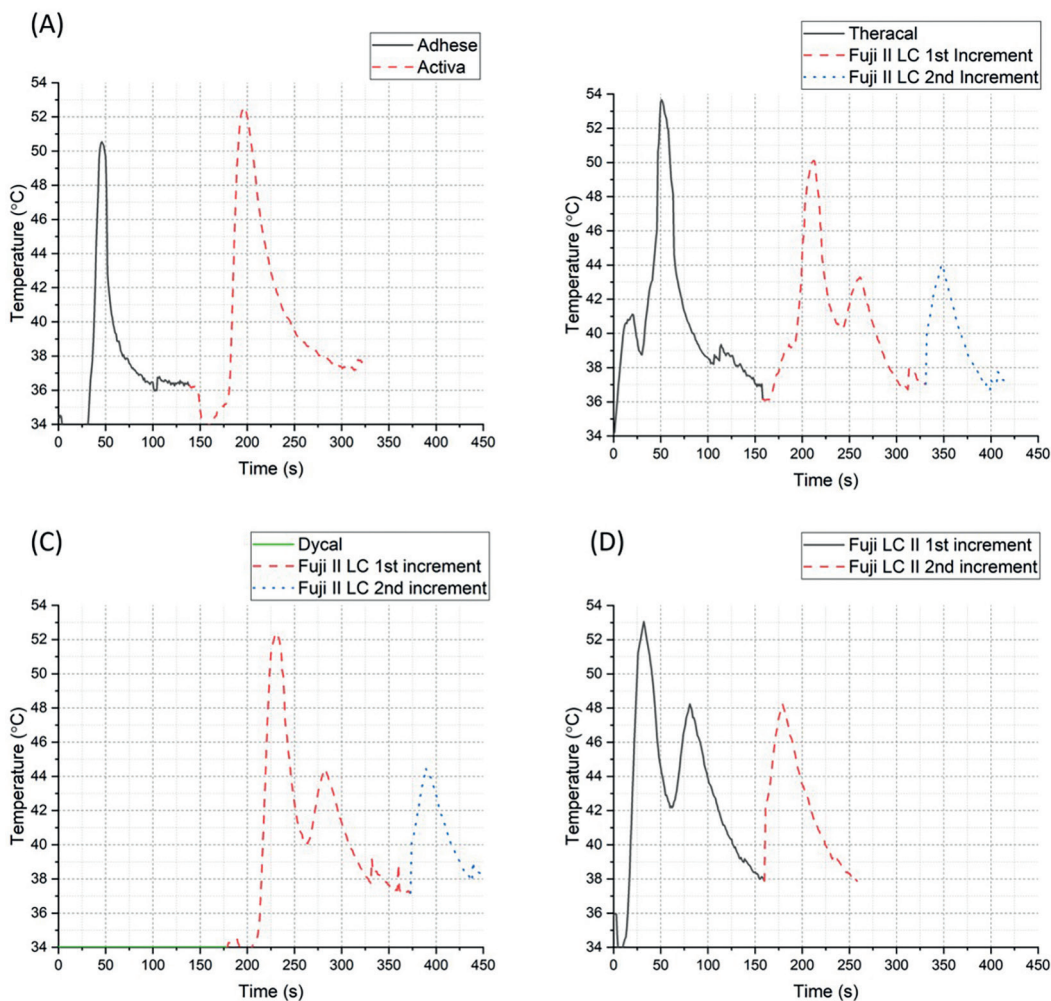 (A)
Adhese
Activa
54
52
50
48
46
44
42
40
38
36
34
Temperature (°C)
0 50 100 150 200 250 300 350 400 450
Time (s)
Theracal
Fuji II LC 1st Increment
Fuji II LC 2nd Increment
54
52
50
48
46
44
42
40
38
36
34
Temperature (°C)
0 50 100 150 200 250 300 350 400 450
Time (s)
(C)
Dycal
Fuji II LC 1st increment
Fuji II LC 2nd increment
54
52
50
48
46
44
42
40
38
36
34
Temperature (°C)
0 50 100 150 200 250 300 350 400 450
Time (s)
(D)
Fuji LC II 1st increment
Fuji LC II 2nd increment
54
52
50
48
46
44
42
40
38
36
34
Temperature (°C)
0 50 100 150 200 250 300 350 400 450
Time (s)